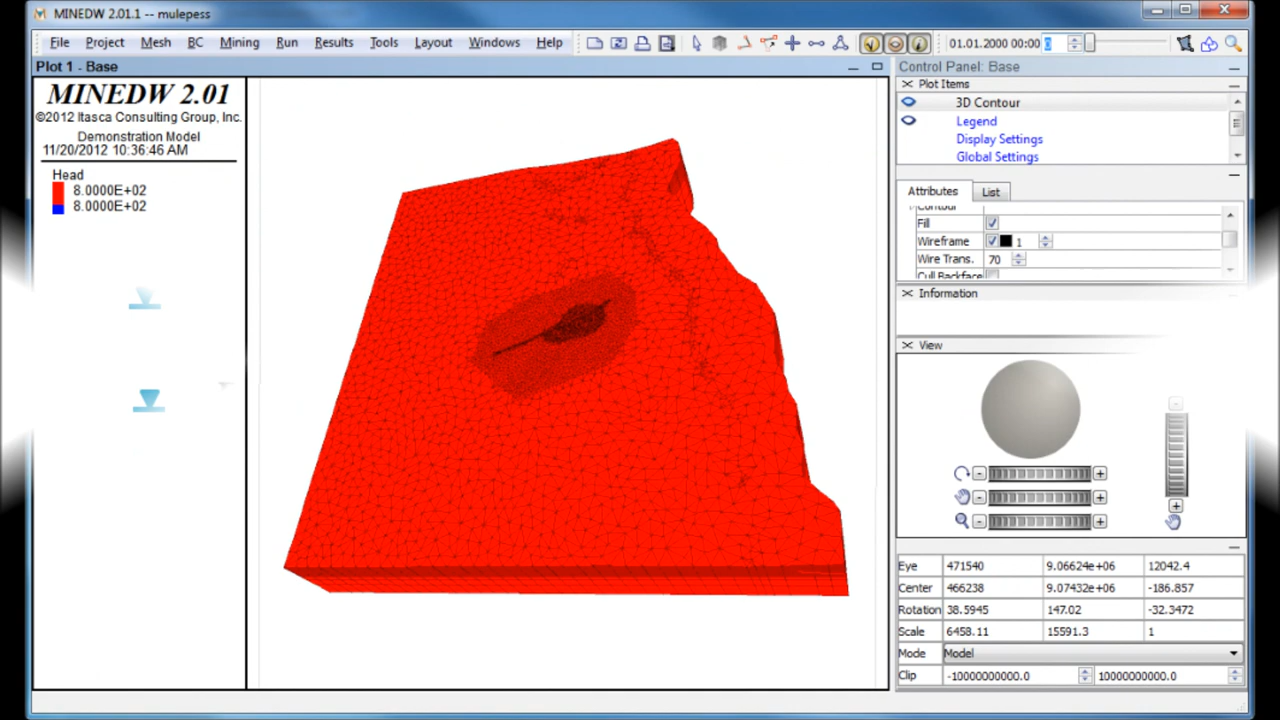 MINEDW 2.01.1 -- mulepess
File Project Mesh BC Mining Run Results Tools Layout Windows Help 01.01.2000 00:00 0
Plot 1 - Base
MINEDW 2.01
©2012 Itasca Consulting Group, Inc.
Demonstration Model
11/20/2012 10:36:46 AM
Head
8.0000E+02
8.0000E+02
Control Panel: Base
Plot Items
3D Contour
Legend
Display Settings
Global Settings
Attributes List
Contour
Fill
Wireframe 1
Wire Trans. 70
Cull Backface
Information
View
Eye 471540 9.06624e+06 12042.4
Center 466238 9.07432e+06 -186.857
Rotation 38.5945 147.02 -32.3472
Scale 6458.11 15591.3 1
Mode Model
Clip -10000000000.0 10000000000.0